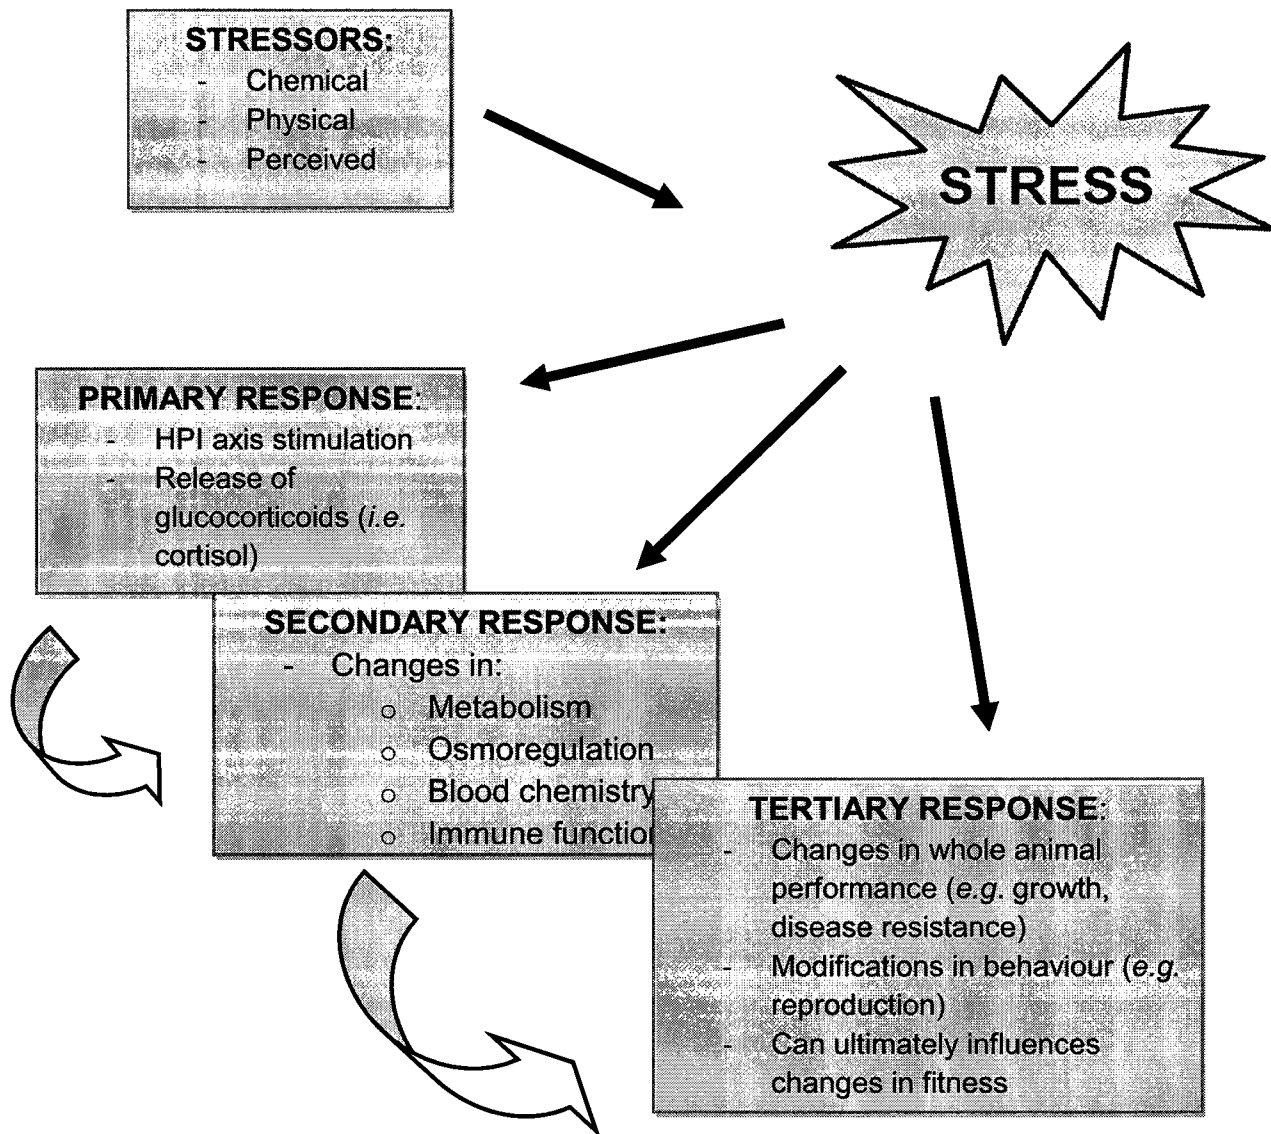 STRESSORS:
- Chemical
- Physical
- Perceived
STRESS
PRIMARY RESPONSE:
- HPI axis stimulation
- Release of
glucocorticoids (i.e.
cortisol)
SECONDARY RESPONSE:
- Changes in:
o Metabolism
o Osmoregulation
o Blood chemistry
o Immune function
TERTIARY RESPONSE:
- Changes in whole animal
performance (e.g. growth,
disease resistance)
- Modifications in behaviour (e.g.
reproduction)
- Can ultimately influences
changes in fitness